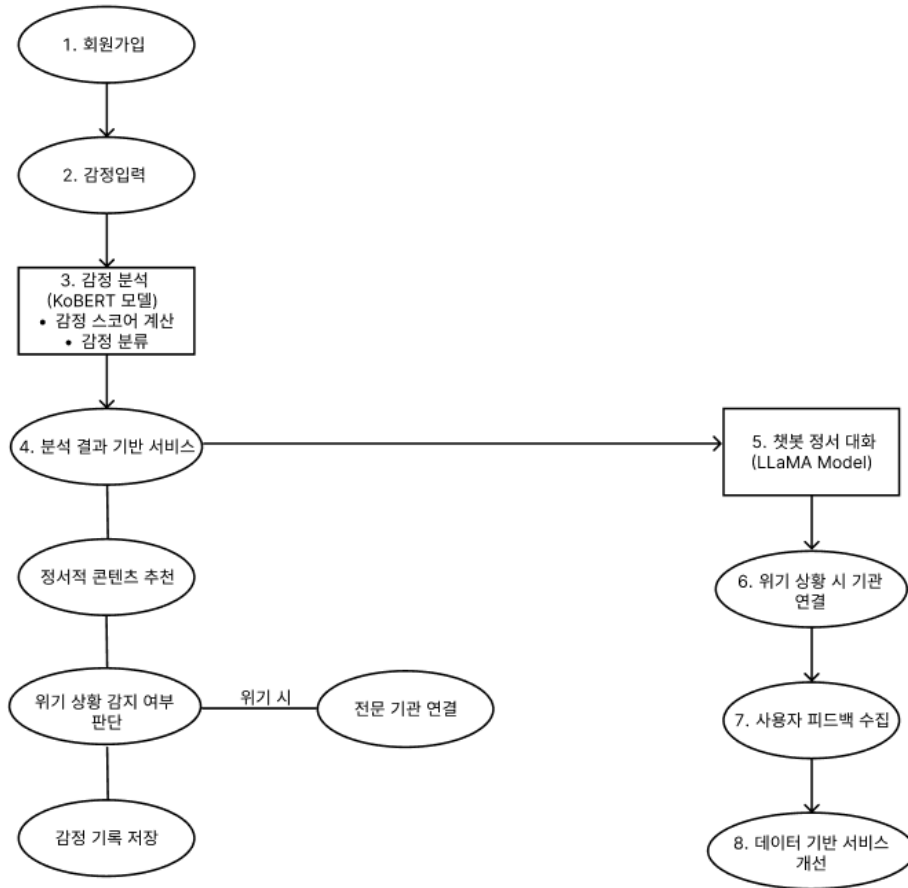 1. 회원가입
2. 감정입력
3. 감정 분석
(KoBERT 모델)
• 감정 스코어 계산
• 감정 분류
4. 분석 결과 기반 서비스
5. 챗봇 정서 대화
(LLaMA Model)
정서적 콘텐츠 추천
6. 위기 상황 시 기관
연결
위기 상황 감지 여부
판단
위기 시
전문 기관 연결
7. 사용자 피드백 수집
감정 기록 저장
8. 데이터 기반 서비스
개선